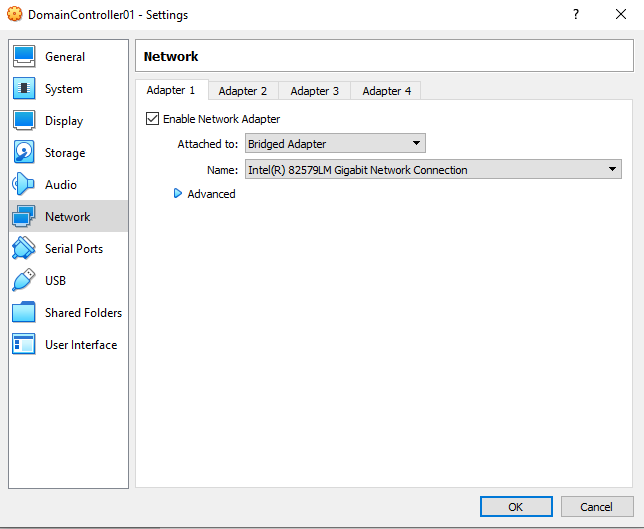 DomainController01 - Settings
?
General
System
Display
Storage
Audio
Network
Serial Ports
USB
Shared Folders
User Interface
Network
Adapter 1 Adapter 2 Adapter 3 Adapter 4
Enable Network Adapter
Attached to: Bridged Adapter
Name: Intel(R) 82579LM Gigabit Network Connection
Advanced
OK Cancel